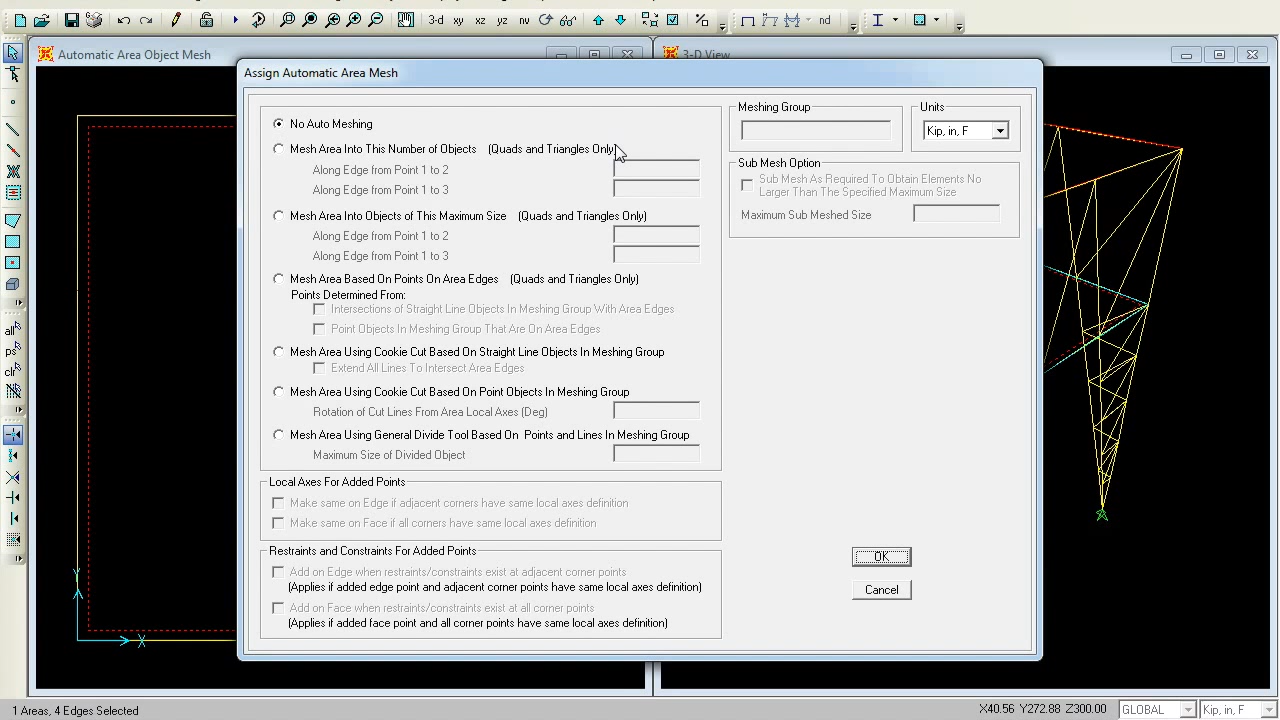 3-d xy xz yz nv
nd
Automatic Area Object Mesh
3-D View
Assign Automatic Area Mesh
No Auto Meshing
Mesh Area Into This Number of Objects (Quads and Triangles Only)
Along Edge from Point 1 to 2
Along Edge from Point 1 to 3
Mesh Area Into Objects of This Maximum Size (Quads and Triangles Only)
Along Edge from Point 1 to 2
Along Edge from Point 1 to 3
Mesh Area Based On Points On Area Edges (Quads and Triangles Only)
Points Determined From:
Intersections of Straight Line Objects In Meshing Group With Area Edges
Point Objects In Meshing Group That Are On Area Edges
Mesh Area Using Cookie Cut Based On Straight Line Objects In Meshing Group
Extend All Lines To Intersect Area Edges
Mesh Area Using Cookie Cut Based On Point Objects In Meshing Group
Rotation of Cut Lines From Area Local Axes (Deg)
Mesh Area Using General Divide Tool Based On Points and Lines In Meshing Group
Maximum Size of Divided Object
Local Axes For Added Points
Make same on Edge if adjacent corners have same local axes definition
Make same on Face if all corners have same local axes definition
Restraints and Constraints For Added Points
Add on Edge when restraints/constraints exist at adjacent corner points
(Applies if added edge point and adjacent corner points have same local axes definition)
Add on Face when restraints/constraints exist at all corner points
(Applies if added face point and all corner points have same local axes definition)
Meshing Group
Units
Kip, in, F
Sub Mesh Option
Sub Mesh As Required To Obtain Elements No
Larger Than The Specified Maximum Size
Maximum Sub Meshed Size
OK
Cancel
all
ps
clr
Y
X
1 Areas, 4 Edges Selected
X40.56 Y272.88 Z300.00
GLOBAL
Kip, in, F